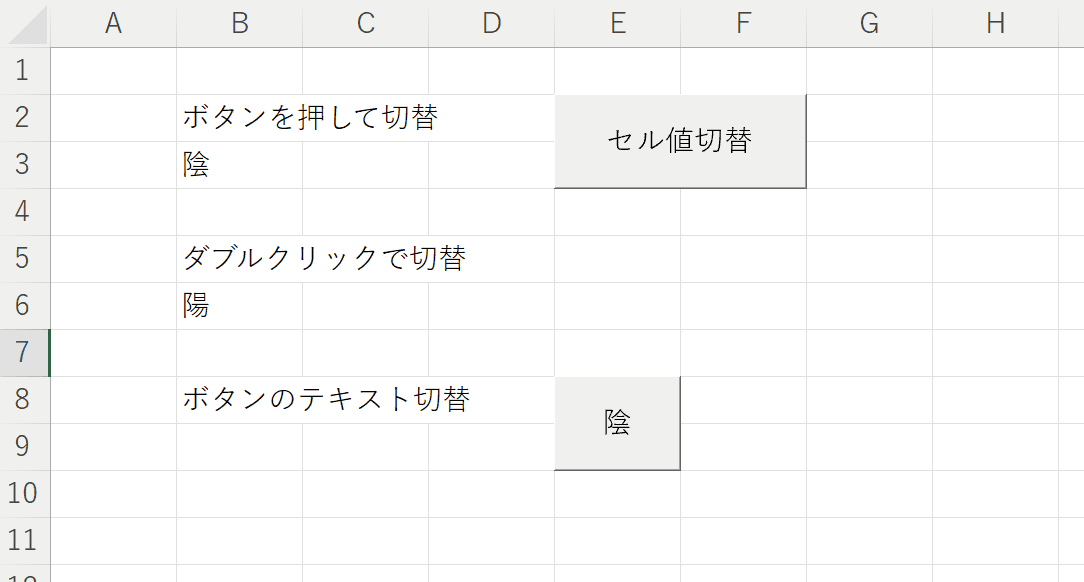 A B C D E F G H
1
2 ボタンを押して切替 セル値切替
3 陰
4
5 ダブルクリックで切替
6 陽
7
8 ボタンのテキスト切替 陰
9
10
11